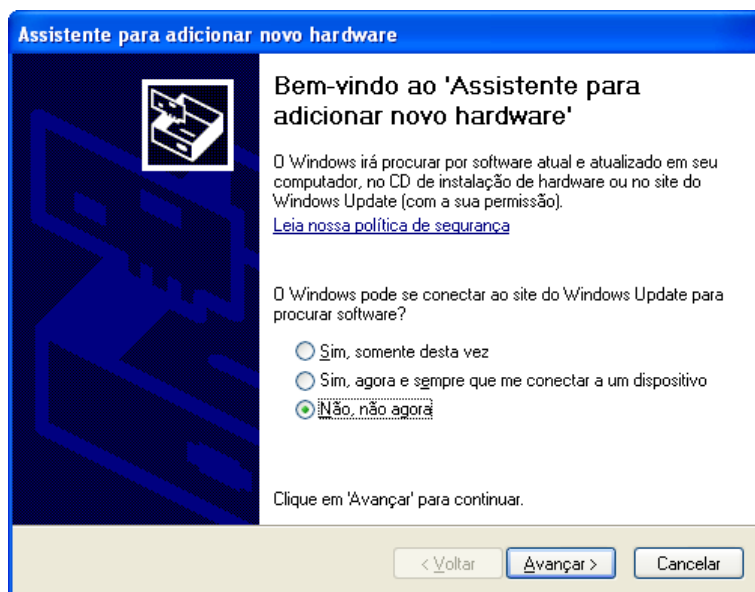 Assistente para adicionar novo hardware
Bem-vindo ao 'Assistente para
adicionar novo hardware'
O Windows irá procurar por software atual e atualizado em seu
computador, no CD de instalação de hardware ou no site do
Windows Update (com a sua permissão).
Leia nossa política de segurança
O Windows pode se conectar ao site do Windows Update para
procurar software?
Sim, somente desta vez
Sim, agora e sempre que me conectar a um dispositivo
Não, não agora
Clique em 'Avançar' para continuar.
< Voltar
Avançar >
Cancelar